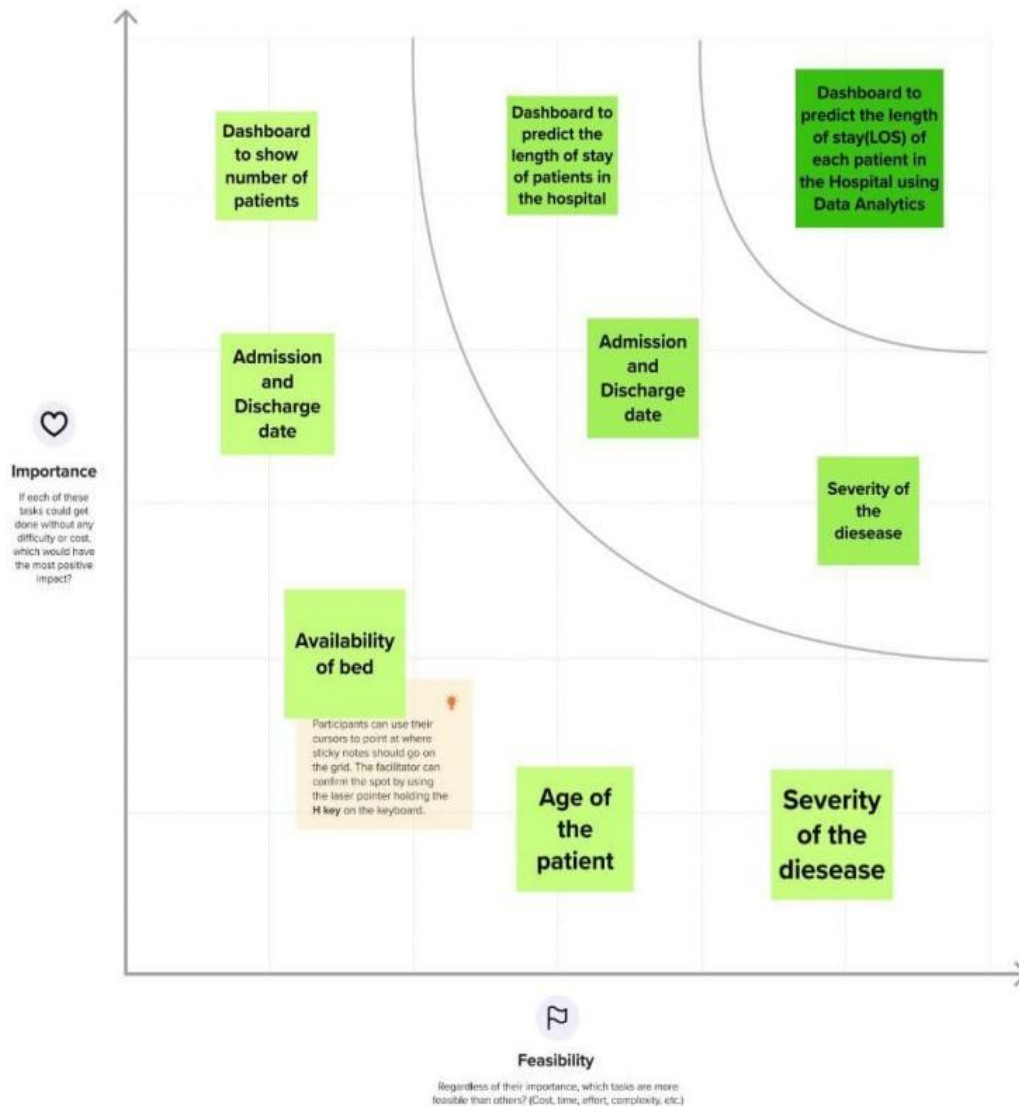 Dashboard
to show
number of
patients
Dashboard to
predict the
length of stay
of patients in
the hospital
Dashboard to
predict the length
of stay(LOS) of
each patient in
the Hospital using
Data Analytics
Admission
and
Discharge
date
Admission
and
Discharge
date
Importance
If each of these
tasks could get
done without any
difficulty or cost,
which would have
the most positive
impact?
Severity of
the
diesease
Availability
of bed
Participants can use their
cursors to point at where
sticky notes should go on
the grid. The facilitator can
confirm the spot by using
the laser pointer holding the
H key on the keyboard.
Age of
the
patient
Severity
of the
diesease
Feasibility
Regardless of their importance, which tasks are more
feasible than others? (Cost, time, effort, complexity, etc.)